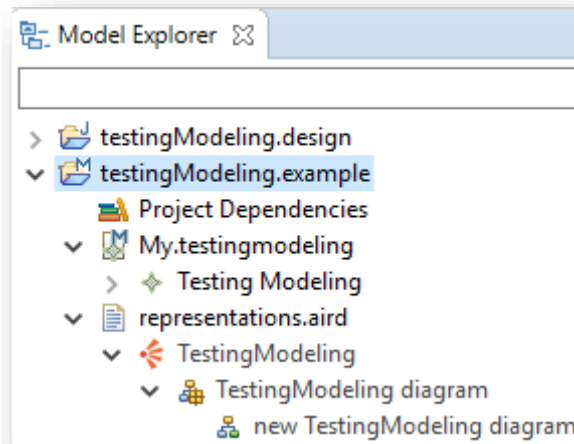 Model Explorer
testingModeling.design
testingModeling.example
Project Dependencies
My.testingmodeling
Testing Modeling
representations.aird
TestingModeling
TestingModeling diagram
new TestingModeling diagram